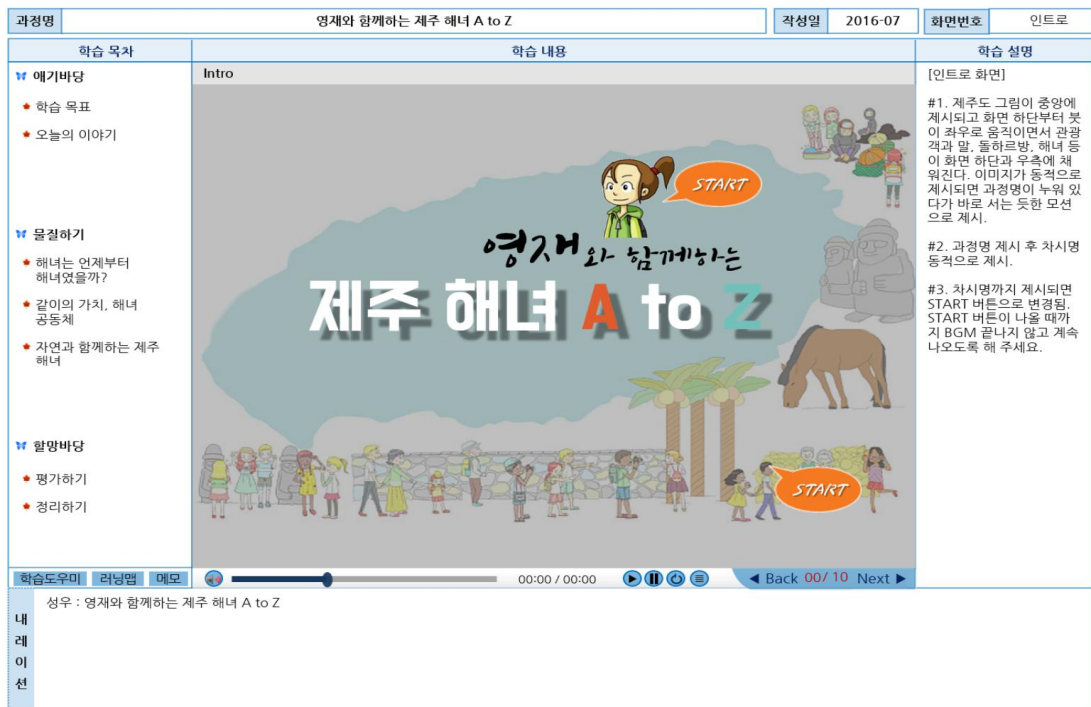 과정명
영재와 함께하는 제주 해녀 A to Z
작성일
2016-07
화면번호
인트로
학습 목차
학습 내용
학습 설명
얘기바당
학습 목표
오늘의 이야기
물질하기
해녀는 언제부터
해녀였을까?
같이의 가치, 해녀
공동체
자연과 함께하는 제주
해녀
할망바당
평가하기
정리하기
학습도우미
러닝맵
메모
Intro
START
영재와 함께하는
제주 해녀 A to Z
START
00:00 / 00:00
Back 00/ 10 Next
[인트로 화면]
#1. 제주도 그림이 중앙에
제시되고 화면 하단부터 붓
이 좌우로 움직이면서 관광
객과 말, 돌하르방, 해녀 등
이 화면 하단과 우측에 채
워진다. 이미지가 동적으로
제시되면 과정명이 누워 있
다가 바로 서는 듯한 모션
으로 제시.
#2. 과정명 제시 후 차시명
동적으로 제시.
#3. 차시명까지 제시되면
START 버튼으로 변경됨.
START 버튼이 나올 때까
지 BGM 끝나지 않고 계속
나오도록 해 주세요.
내
레
이
션
성우 : 영재와 함께하는 제주 해녀 A to Z